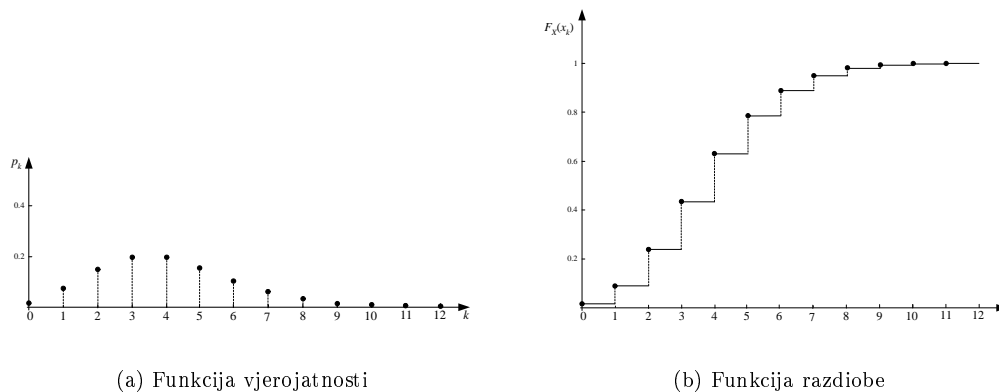 p_k
0.4
0.2
0 1 2 3 4 5 6 7 8 9 10 11 12 k
(a) Funkcija vjerojatnosti
F_X(x_k)
1
0.8
0.6
0.4
0.2
0 1 2 3 4 5 6 7 8 9 10 11 12
(b) Funkcija razdiobe